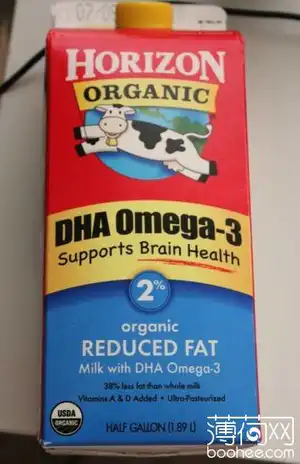 HORIZON
ORGANIC
DHA Omega-3
Supports Brain Health
2%
organic
REDUCED FAT
Milk with DHA Omega-3
38% less fat than whole milk
Vitamins A & D Added • Ultra-Pasteurized
USDA
ORGANIC
HALF GALLON (1.89 L)
薄荷网
boohee.com